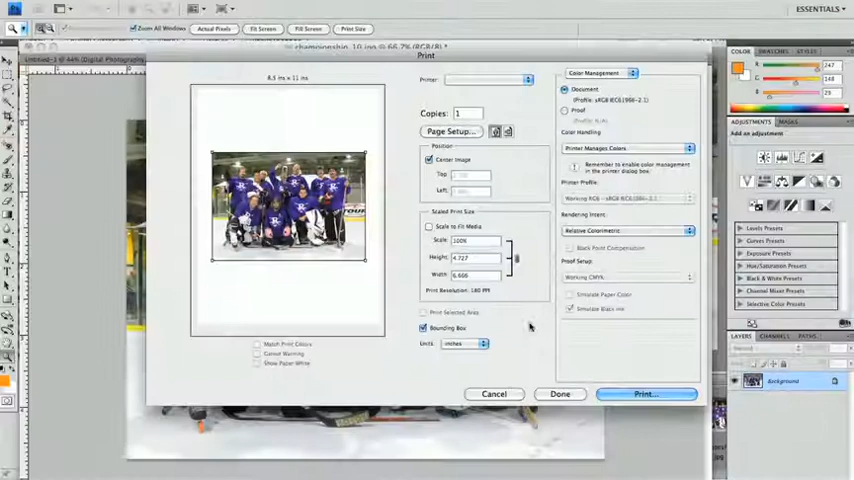 ESSENTIALS
Zoom All Windows
Actual Pixels
Fit Screen
Fill Screen
Print Size
championship_10.jpg @ 66.7% (RGB/8) *
Untitled-1 @ 44% (Digital Photography
Print
8.5 ins x 11 ins
Match Print Colors
Gamut Warning
Show Paper White
Printer:
Copies: 1
Page Setup...
Position
Center Image
Top
Left
Scaled Print Size
Scale to Fit Media
Scale: 100%
Height: 4.727
Width: 6.666
Print Resolution: 180 PPI
Print Selected Area
Bounding Box
Units: inches
Color Management
Document
(Profile: sRGB IEC61966-2.1)
Proof
(Profile: N/A)
Color Handling
Printer Manages Colors
Remember to enable color management
in the printer dialog box.
Printer Profile:
Working RGB - sRGB IEC61966-2.1
Rendering Intent:
Relative Colorimetric
Black Point Compensation
Proof Setup:
Working CMYK
Simulate Paper Color
Simulate Black Ink
Cancel
Done
Print...
COLOR
SWATCHES
STYLES
R 247
G 148
B 29
ADJUSTMENTS
MASKS
Add an adjustment
Levels Presets
Curves Presets
Exposure Presets
Hue/Saturation Presets
Black & White Presets
Channel Mixer Presets
Selective Color Presets
LAYERS
CHANNELS
PATHS
Normal
Background